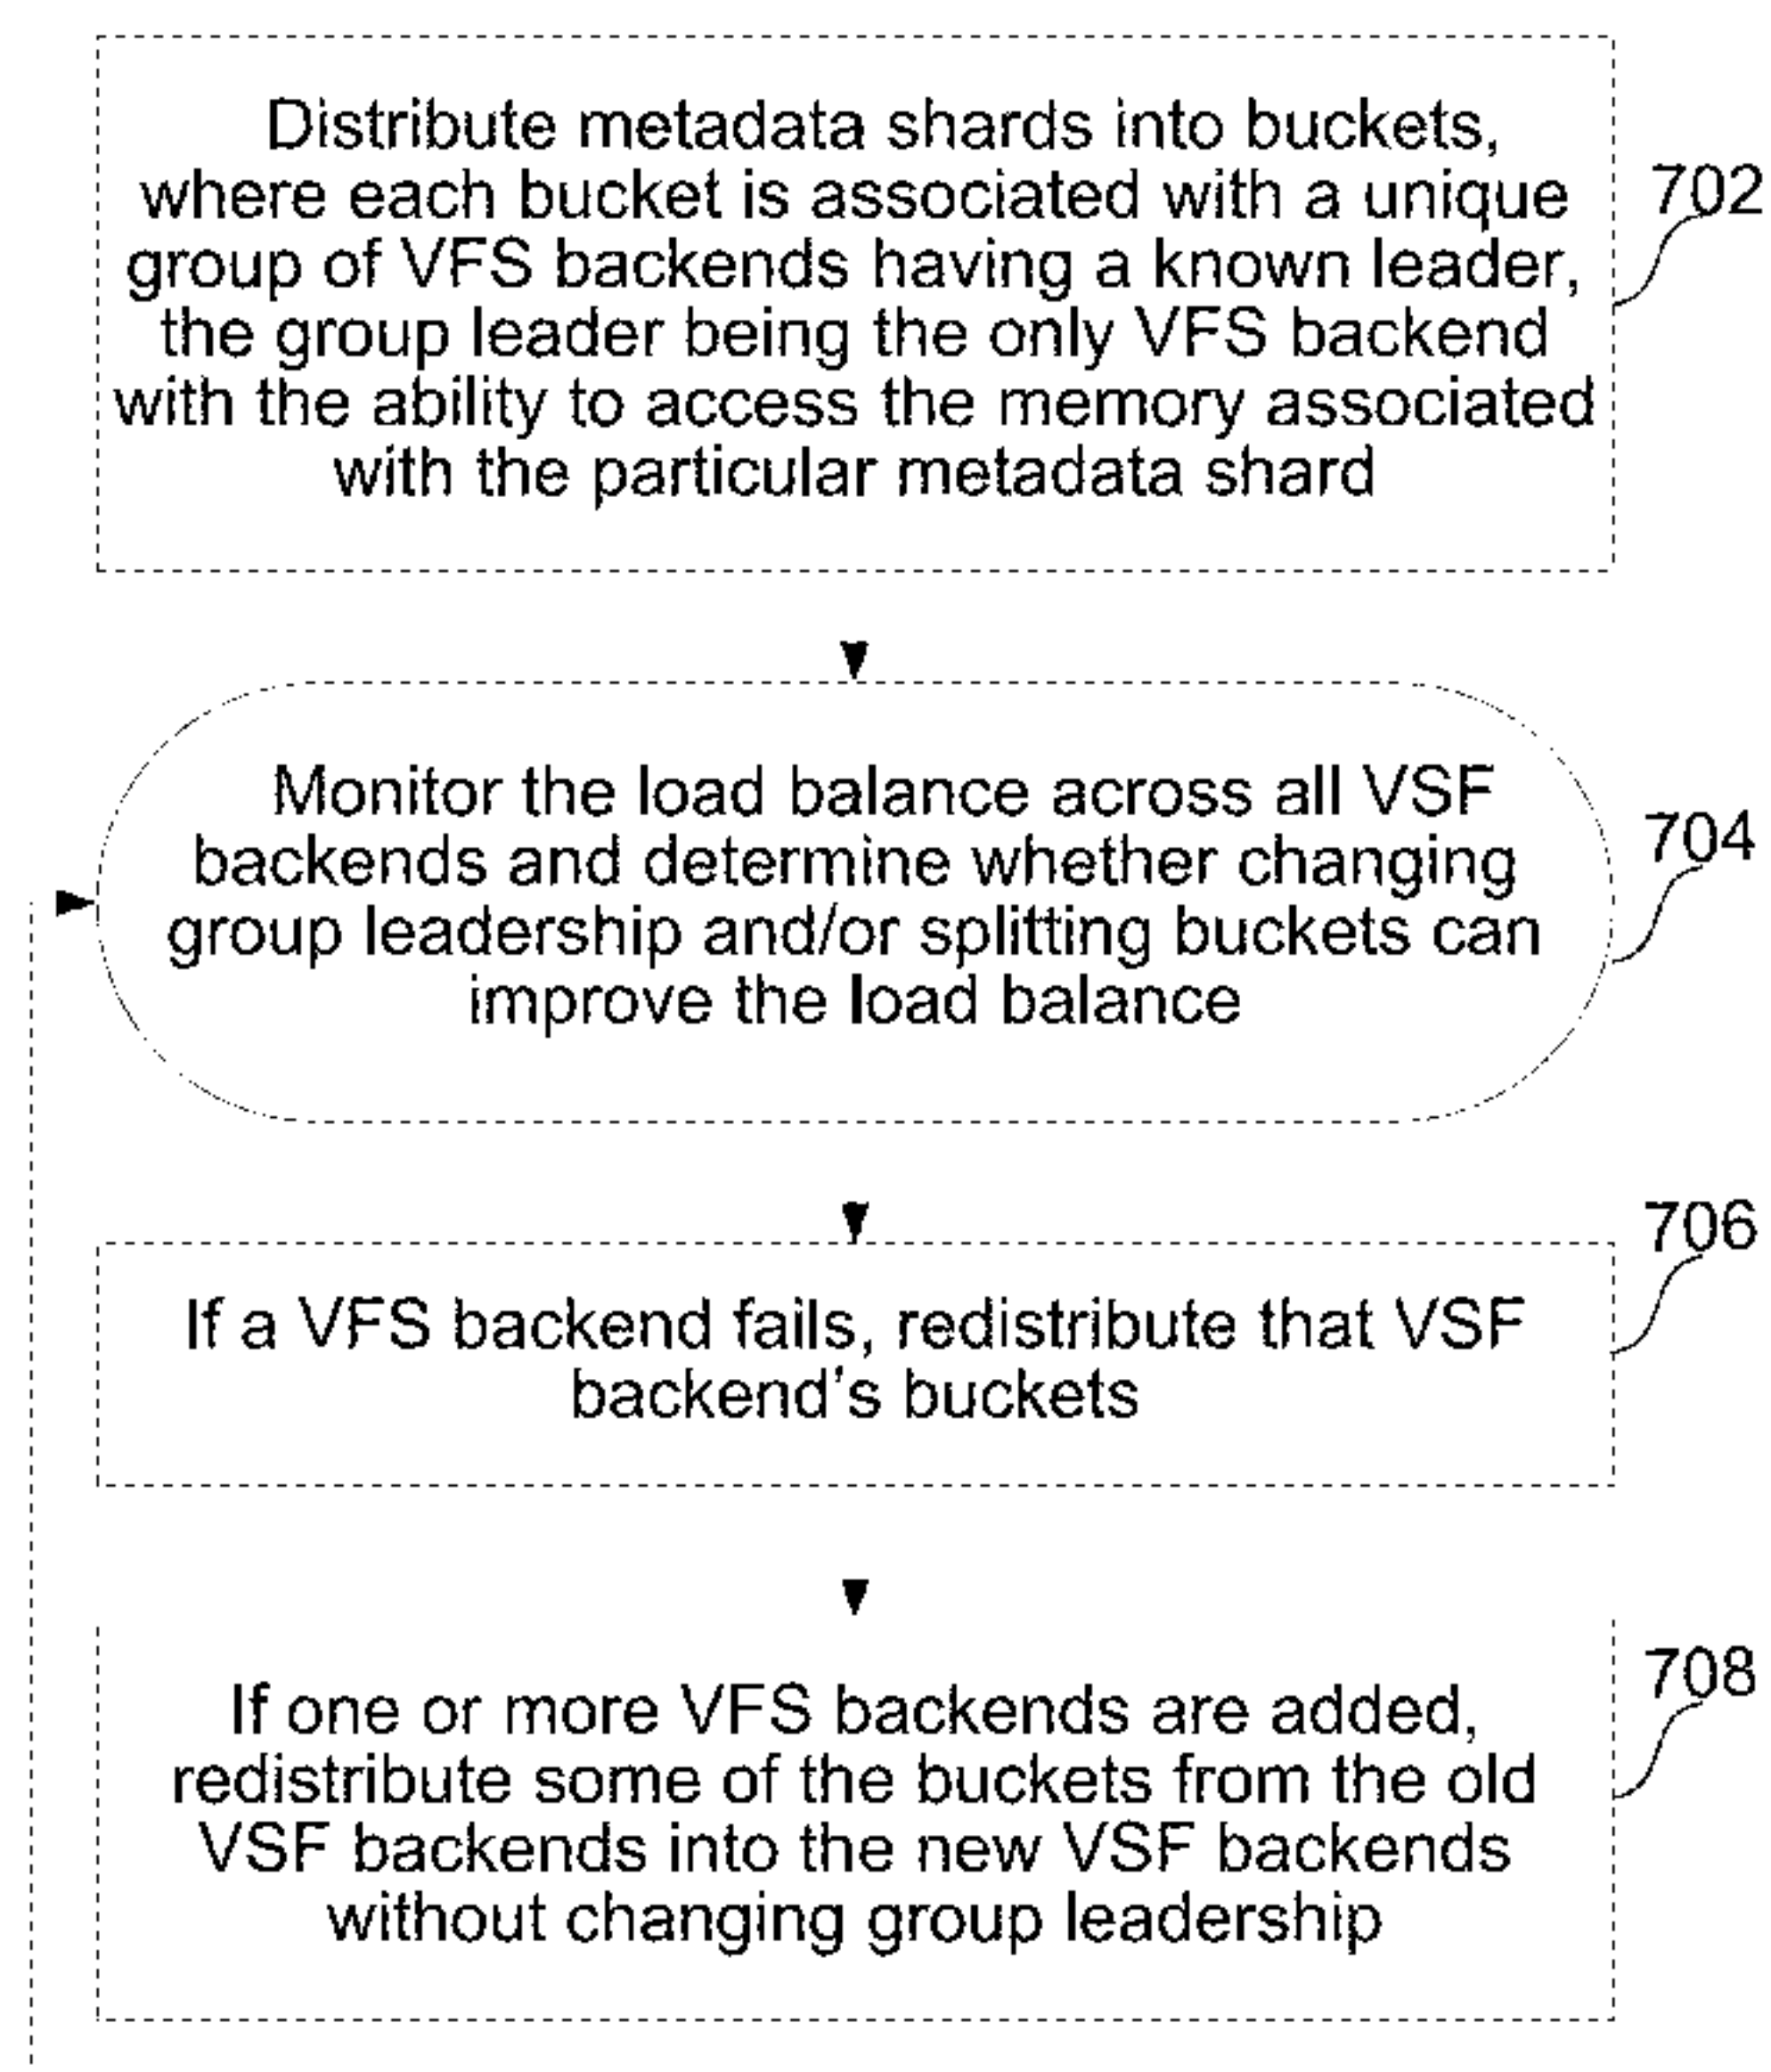 Distribute metadata shards into buckets,
where each bucket is associated with a unique
group of VFS backends having a known leader,
the group leader being the only VFS backend
with the ability to access the memory associated
with the particular metadata shard
702
Monitor the load balance across all VSF
backends and determine whether changing
group leadership and/or splitting buckets can
improve the load balance
704
If a VFS backend fails, redistribute that VSF
backend's buckets
706
If one or more VFS backends are added,
redistribute some of the buckets from the old
VSF backends into the new VSF backends
without changing group leadership
708